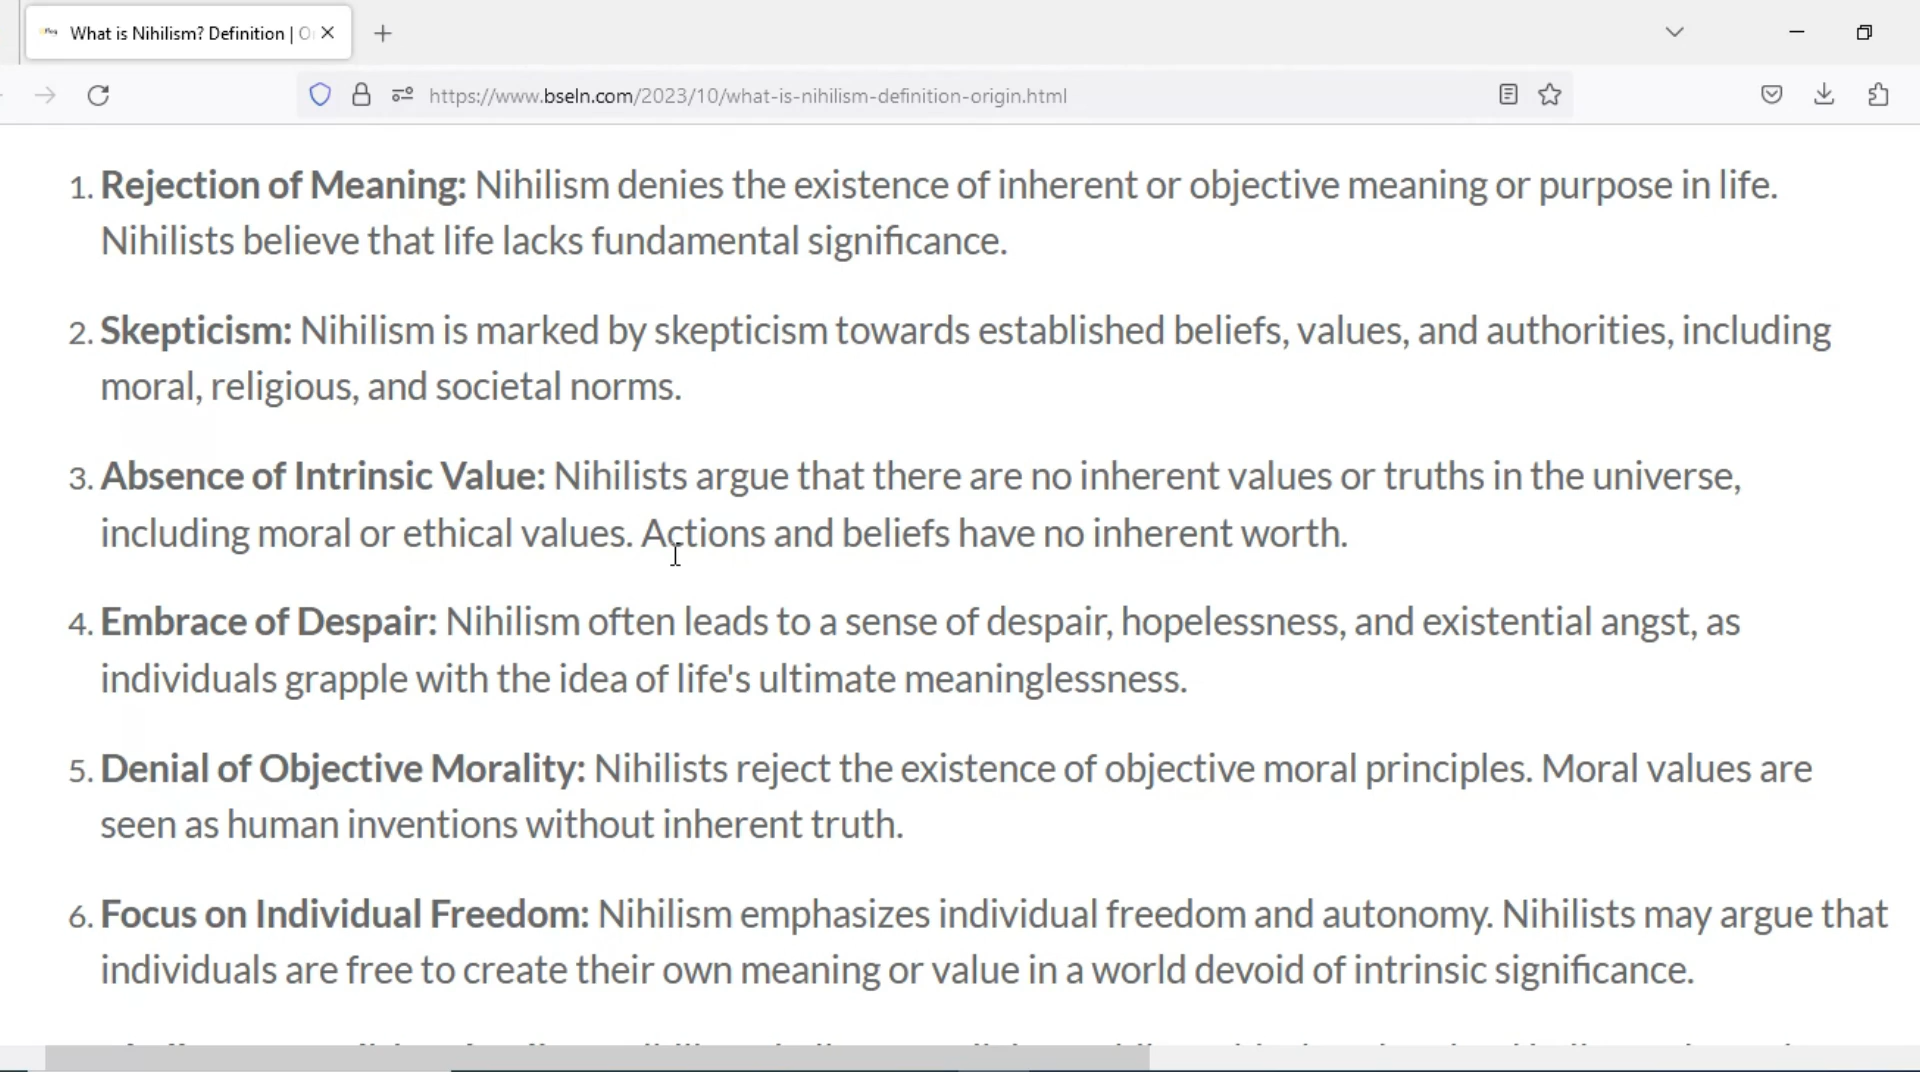 What is Nihilism? Definition | O
https://www.bseln.com/2023/10/what-is-nihilism-definition-origin.html
1. Rejection of Meaning: Nihilism denies the existence of inherent or objective meaning or purpose in life.
Nihilists believe that life lacks fundamental significance.
2. Skepticism: Nihilism is marked by skepticism towards established beliefs, values, and authorities, including
moral, religious, and societal norms.
3. Absence of Intrinsic Value: Nihilists argue that there are no inherent values or truths in the universe,
including moral or ethical values. Actions and beliefs have no inherent worth.
4. Embrace of Despair: Nihilism often leads to a sense of despair, hopelessness, and existential angst, as
individuals grapple with the idea of life's ultimate meaninglessness.
5. Denial of Objective Morality: Nihilists reject the existence of objective moral principles. Moral values are
seen as human inventions without inherent truth.
6. Focus on Individual Freedom: Nihilism emphasizes individual freedom and autonomy. Nihilists may argue that
individuals are free to create their own meaning or value in a world devoid of intrinsic significance.